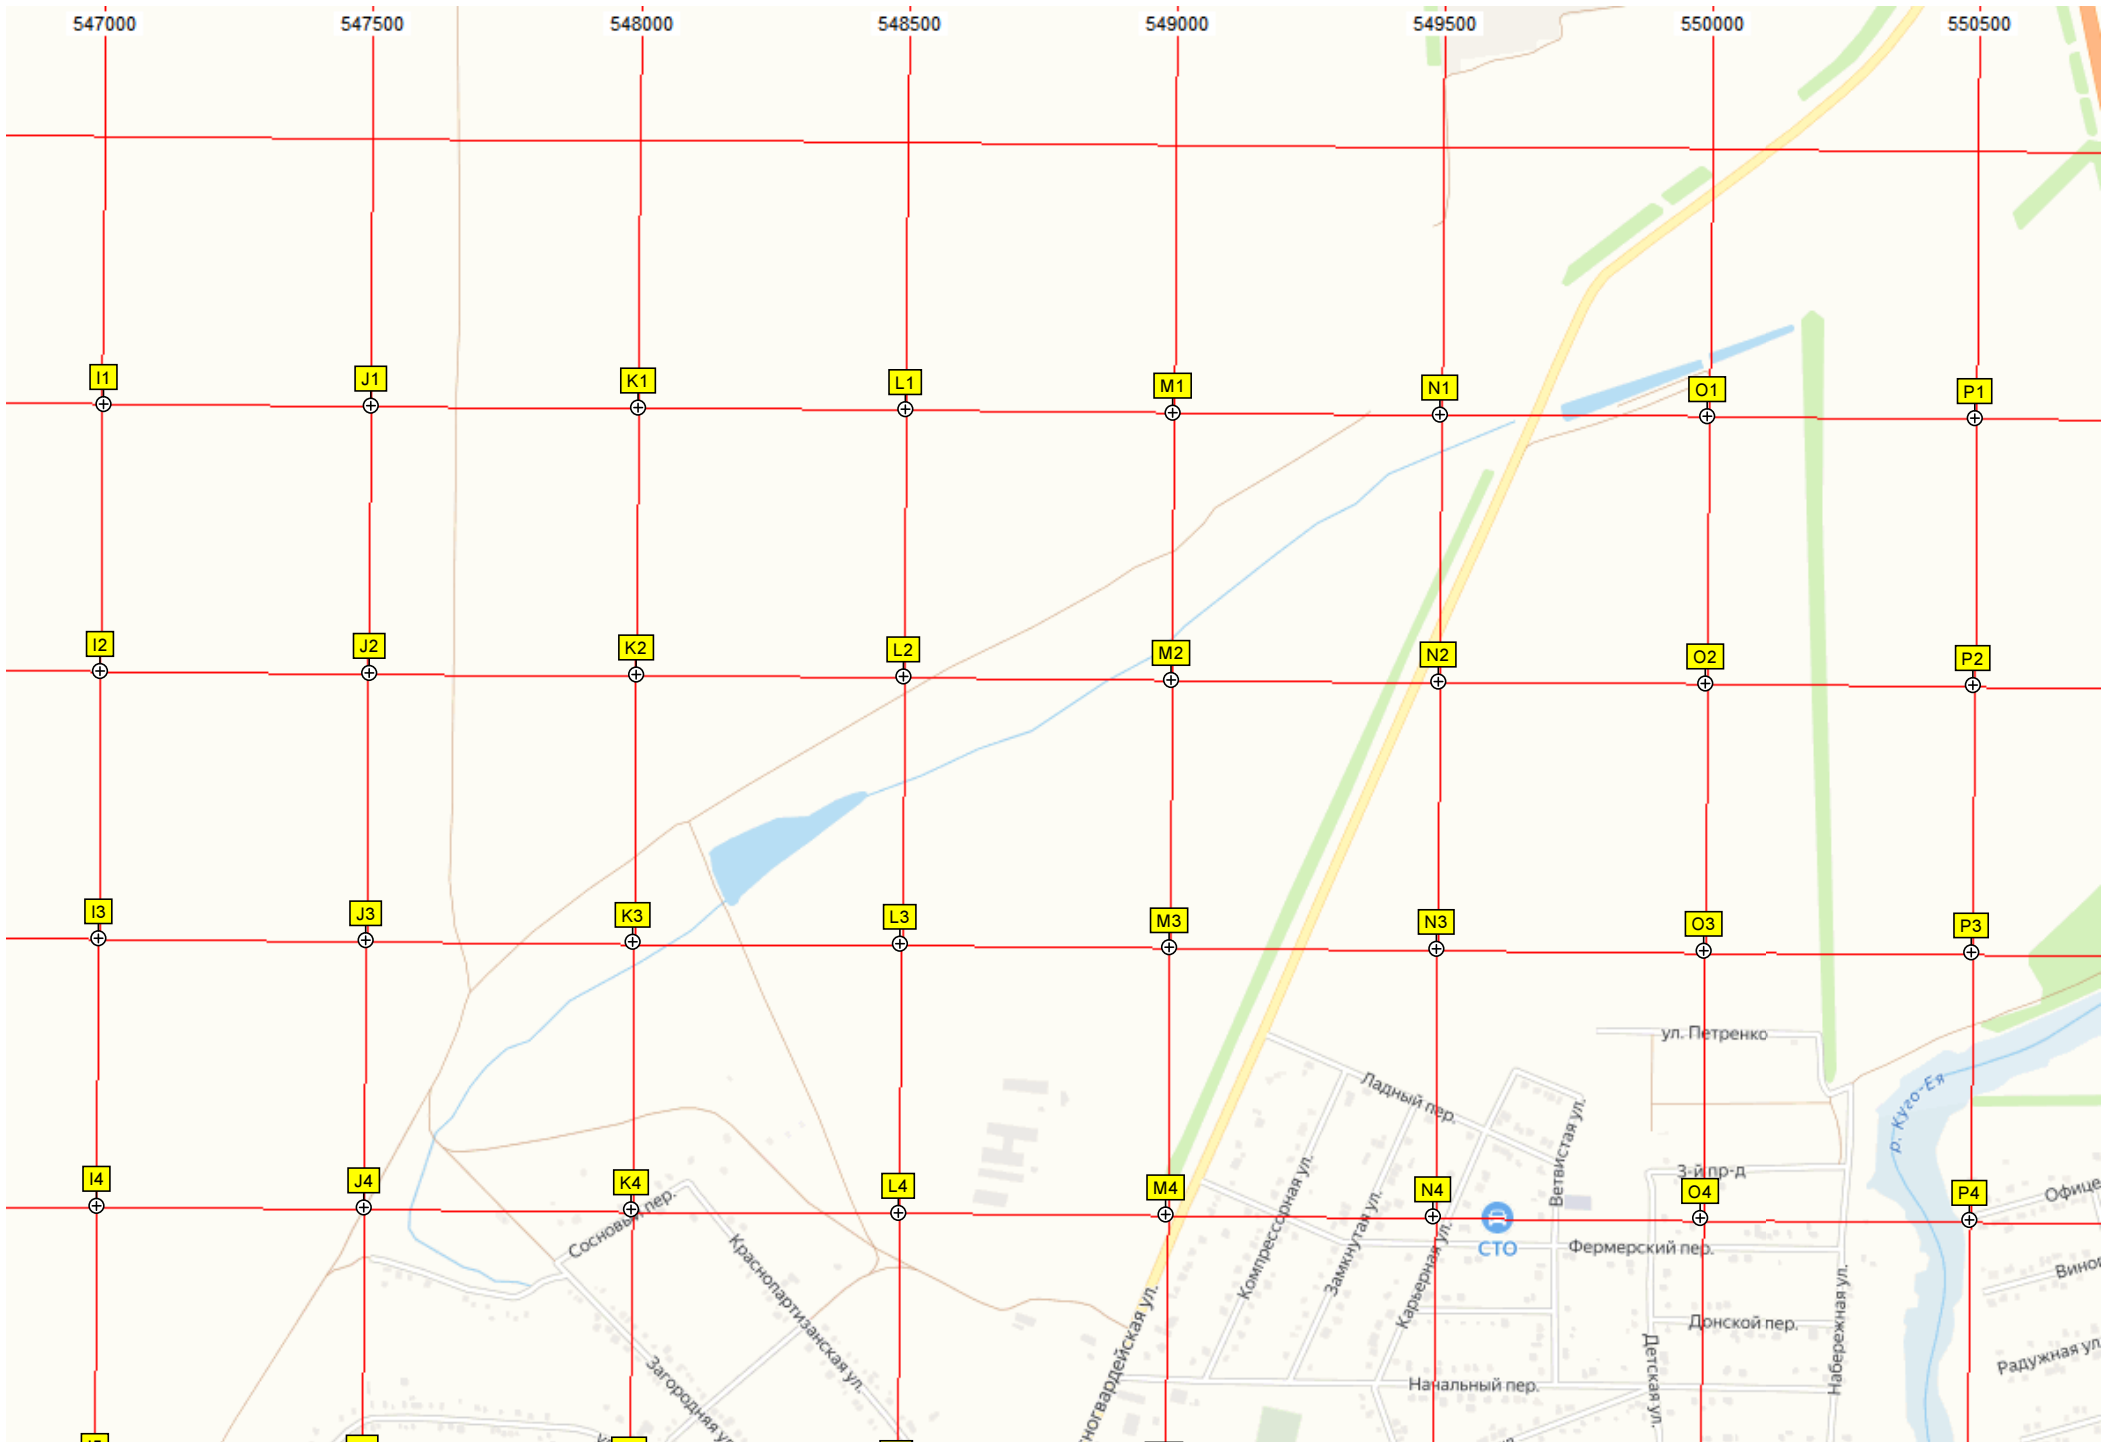 547000 547500 548000 548500 549000 549500 550000 550500
I1 J1 K1 L1 M1 N1 O1 P1
I2 J2 K2 L2 M2 N2 O2 P2
I3 J3 K3 L3 M3 N3 O3 P3
ул. Петренко
Ладный пер.
р. Куго-Ея
Ветвистая ул.
3-й пр-д
I4 J4 K4 L4 M4 N4 O4 P4
Сосновый пер.
Краснопартизанская ул.
Компрессорная ул.
Замкнутая ул.
Карьерная ул.
СТО
Фермерский пер.
Донской пер.
Набережная ул.
Детская ул.
Радужная ул.
Загородняя
Начальный пер.